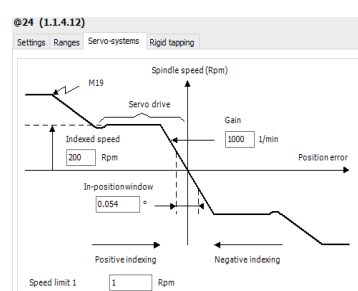 @24 (1.1.4.12)
Settings Ranges Servo-systems Rigid tapping
Spindle speed (Rpm)
M19
Servo drive
Gain
1000 1/min
Indexed speed
200 Rpm
Position error
In-positionwindow
0.054 °
Positive indexing Negative indexing
Speed limit 1 1 Rpm